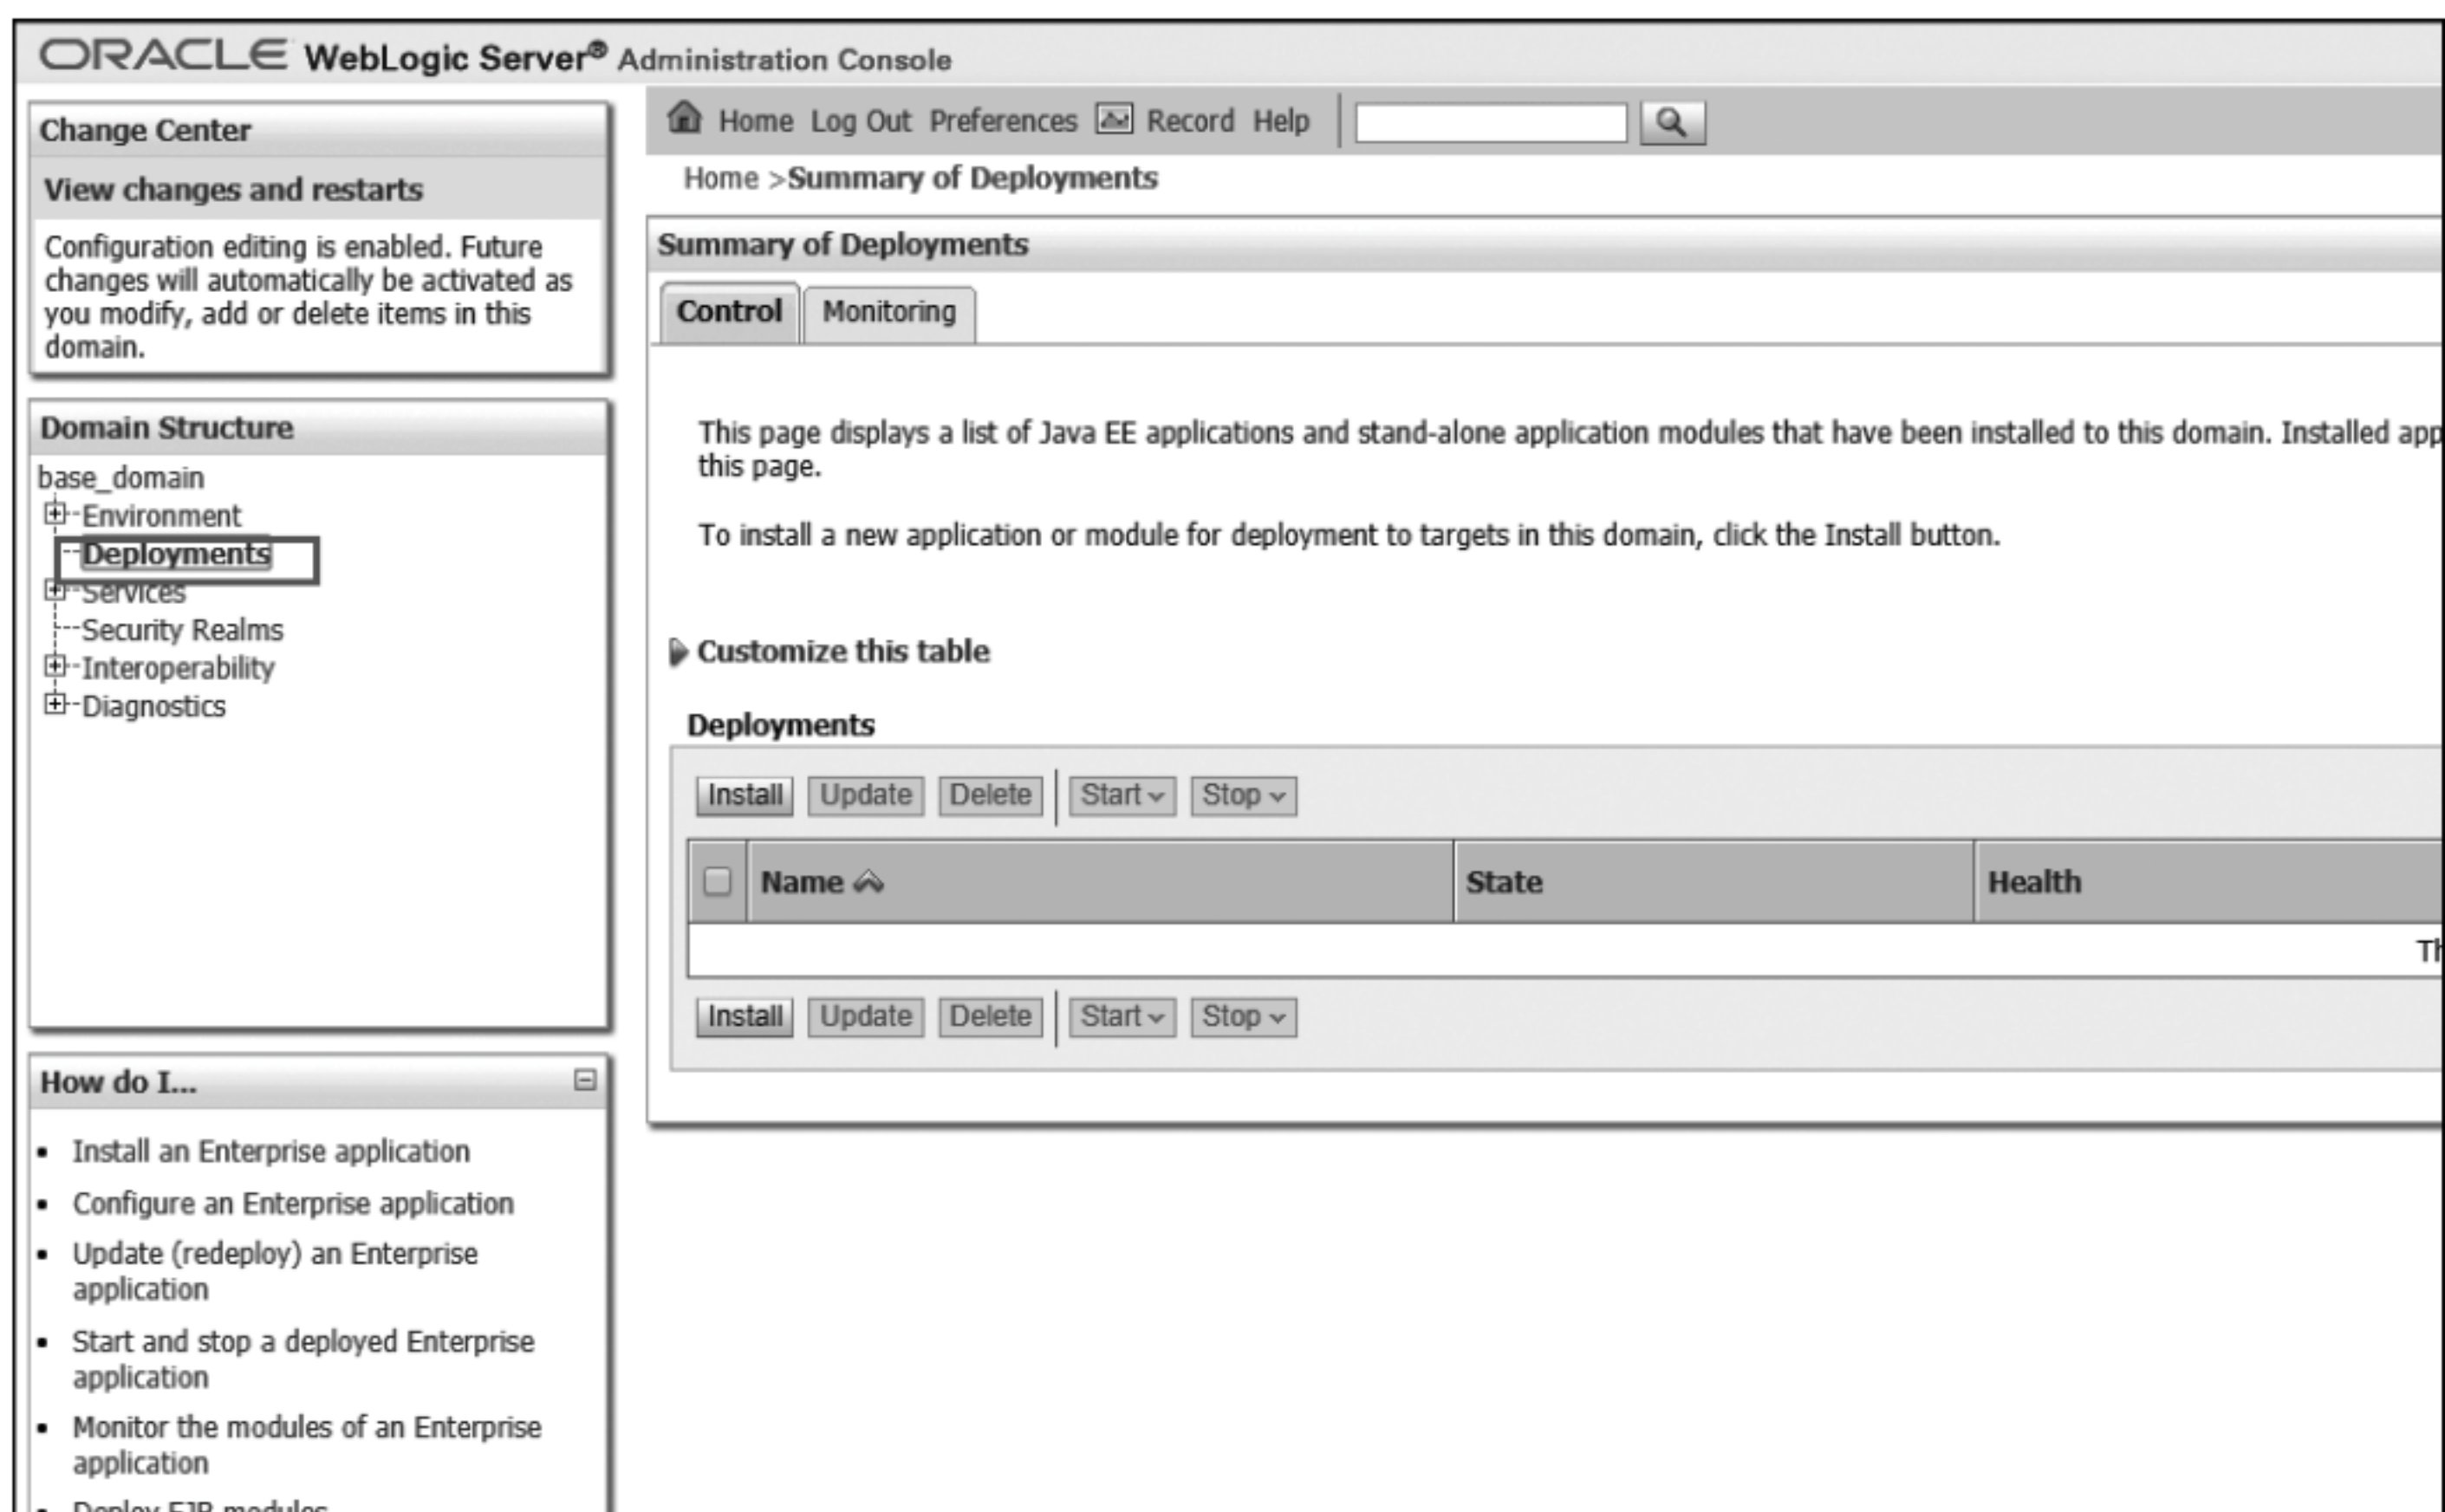 ORACLE WebLogic Server® Administration Console
Change Center
View changes and restarts
Configuration editing is enabled. Future
changes will automatically be activated as
you modify, add or delete items in this
domain.
Domain Structure
base_domain
Environment
Deployments
Services
Security Realms
Interoperability
Diagnostics
How do I...
Install an Enterprise application
Configure an Enterprise application
Update (redeploy) an Enterprise
application
Start and stop a deployed Enterprise
application
Monitor the modules of an Enterprise
application
Deploy EJB modules
Home Log Out Preferences Record Help
Home >Summary of Deployments
Summary of Deployments
Control Monitoring
This page displays a list of Java EE applications and stand-alone application modules that have been installed to this domain. Installed app
this page.
To install a new application or module for deployment to targets in this domain, click the Install button.
Customize this table
Deployments
Install Update Delete Start Stop
Name State Health
Th
Install Update Delete Start Stop